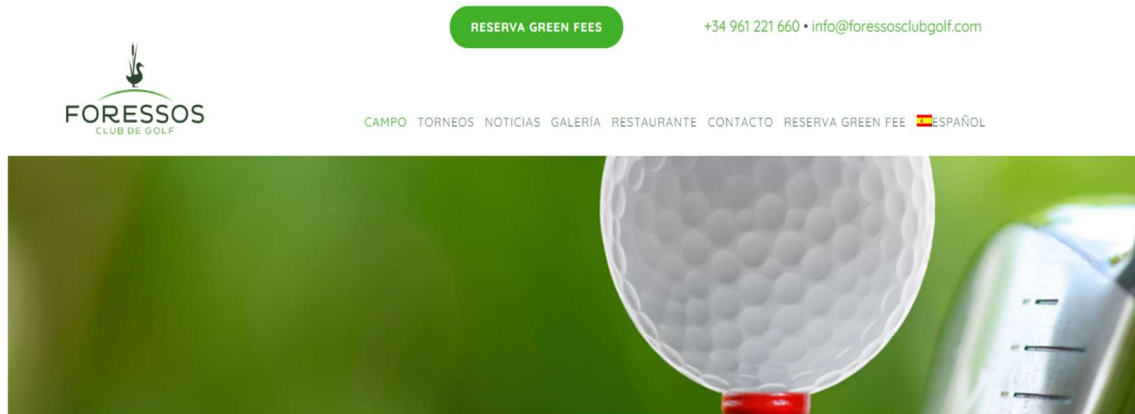 RESERVA GREEN FEES
+34 961 221 660 • info@foressosclubgolf.com
FORESSOS
CLUB DE GOLF
CAMPO TORNEOS NOTICIAS GALERÍA RESTAURANTE CONTACTO RESERVA GREEN FEE ESPAÑOL